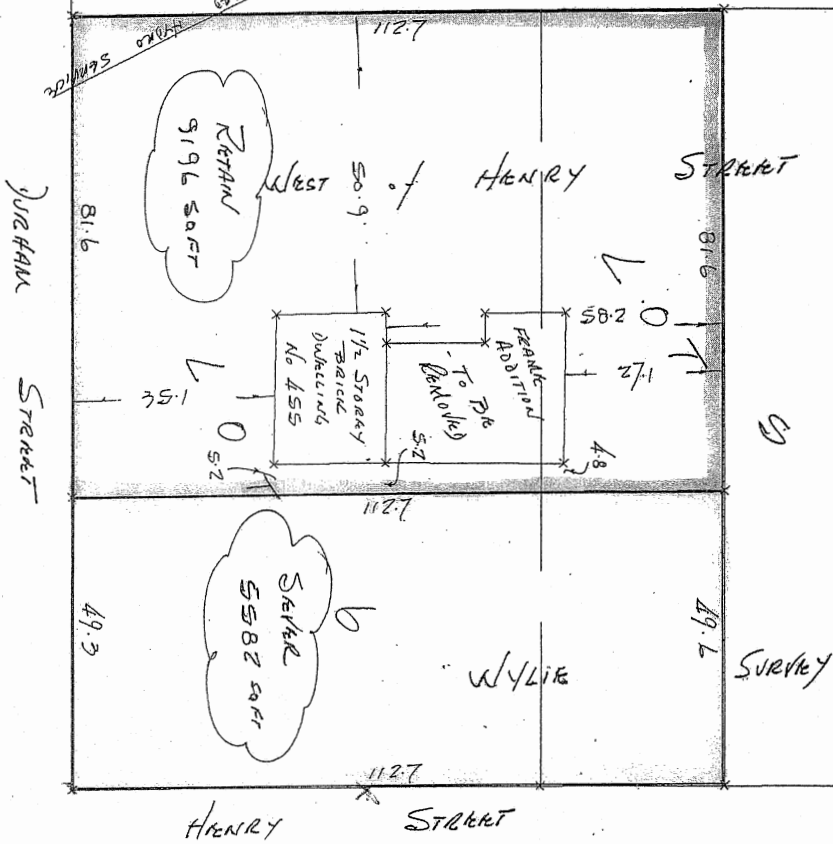 HYDRO
SERVICE
112.7
RETAIN
9196 SQFT
WEST of HENRY STREET
50.9
81.6
81.6
DURHAM STREET
LOT
58.2
1½ STOREY
BRICK
DWELLING
No 455
FRAME
ADDITION
- TO BE
REMOVED
35.1
5.2
5.2
4.8
LOT
S
112.7
SEVER
5582 SQFT
6
49.3
49.6
WYLIE SURVEY
112.7
HENRY STREET